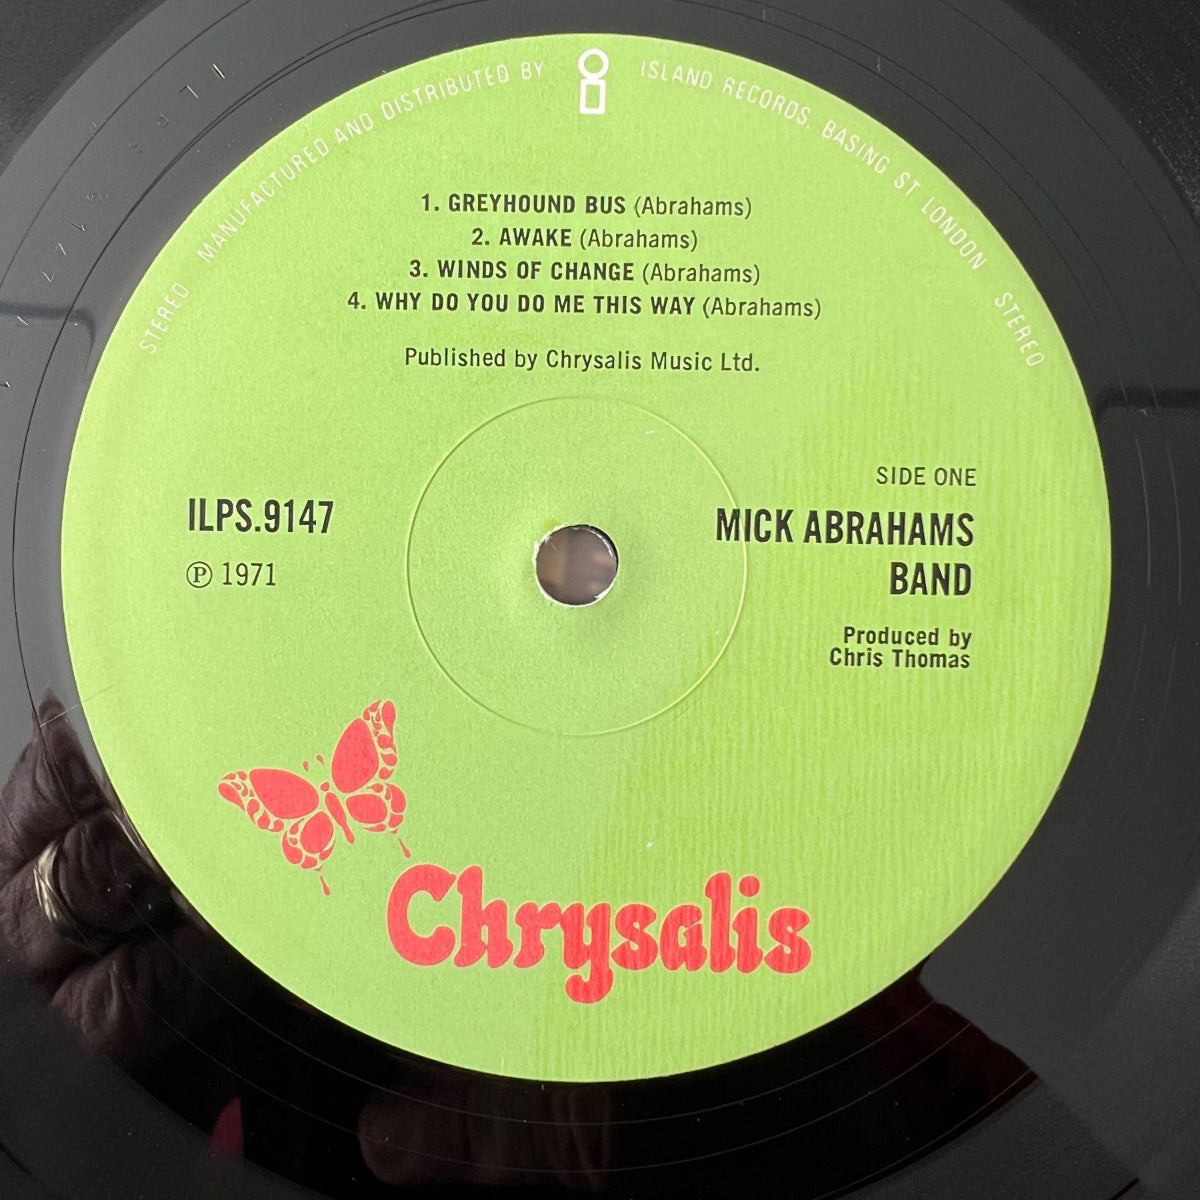 STEREO MANUFACTURED AND DISTRIBUTED BY ISLAND RECORDS, BASING ST. LONDON STEREO
1. GREYHOUND BUS (Abrahams)
2. AWAKE (Abrahams)
3. WINDS OF CHANGE (Abrahams)
4. WHY DO YOU DO ME THIS WAY (Abrahams)
Published by Chrysalis Music Ltd.
SIDE ONE
ILPS.9147
℗ 1971
MICK ABRAHAMS
BAND
Produced by
Chris Thomas
Chrysalis